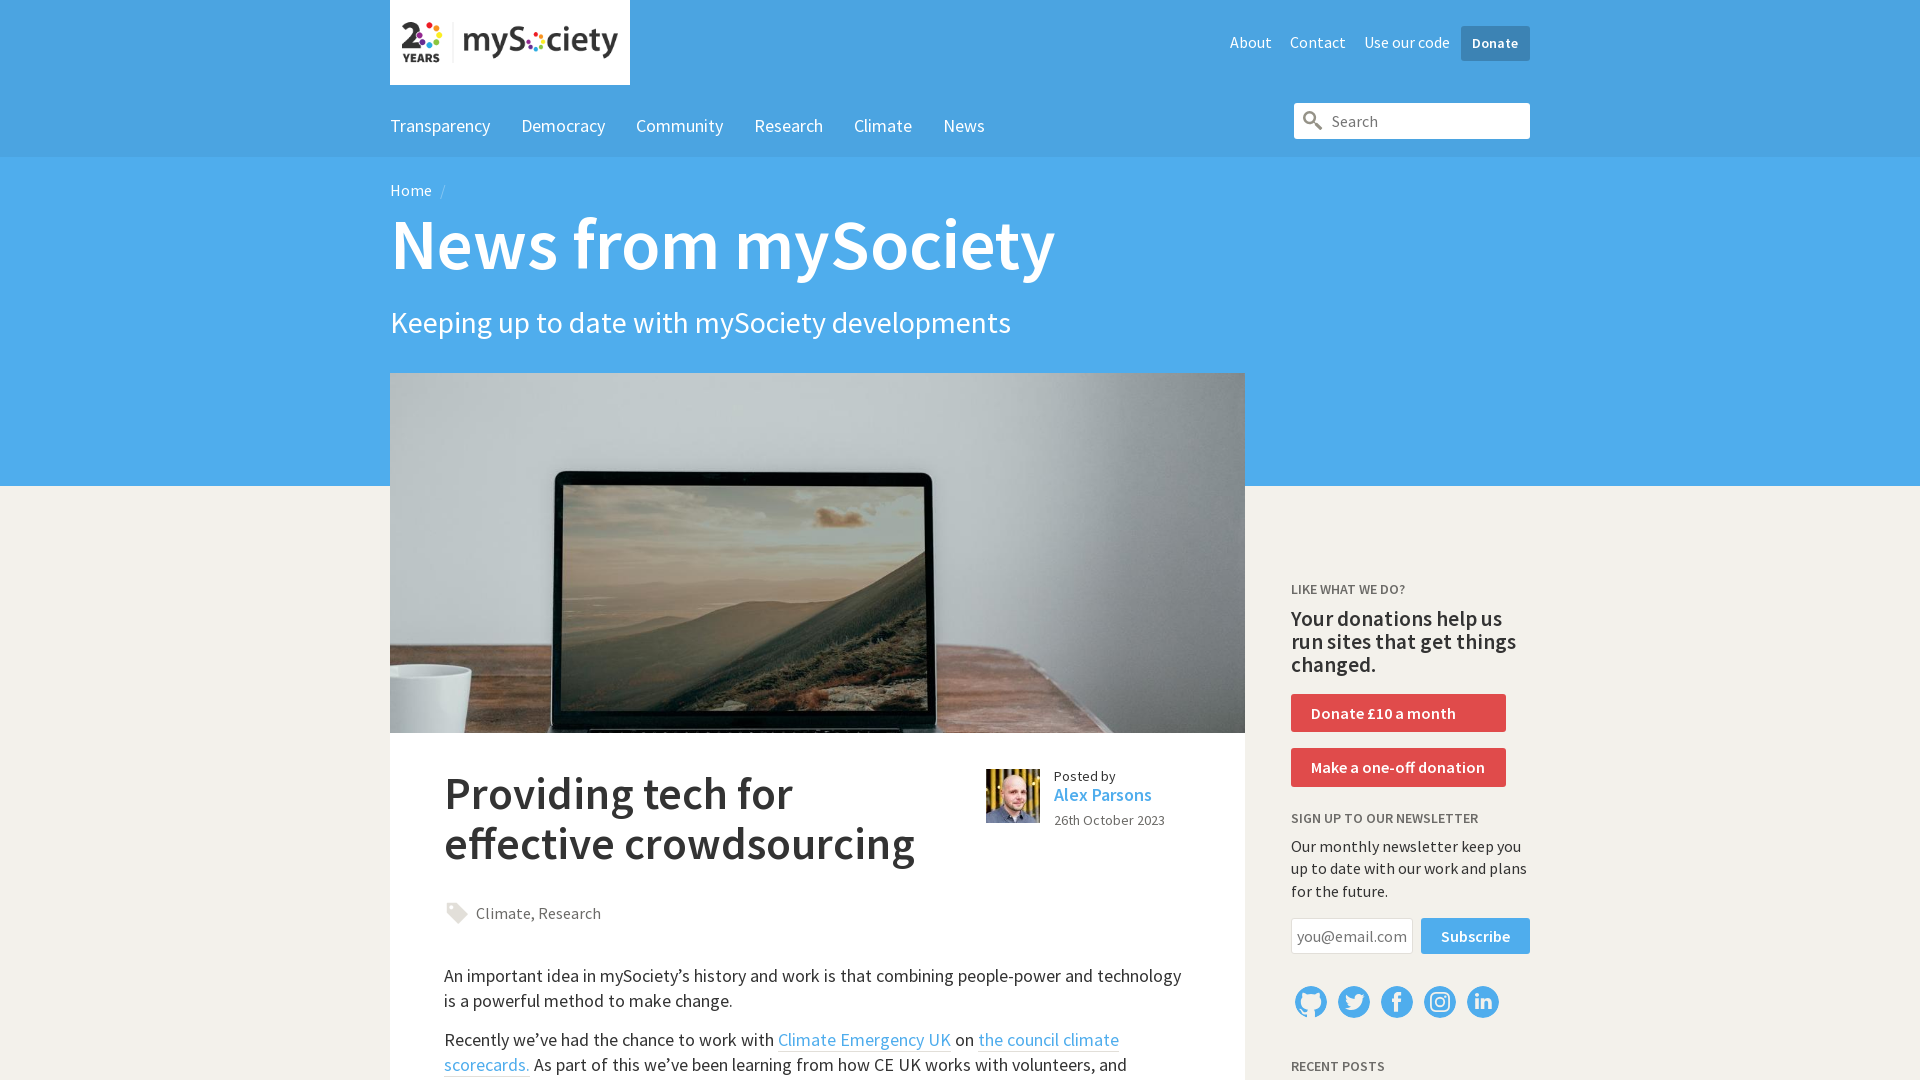 20 YEARS mySociety
About Contact Use our code Donate
Transparency Democracy Community Research Climate News
Search
Home /
News from mySociety
Keeping up to date with mySociety developments
Providing tech for
effective crowdsourcing
Posted by
Alex Parsons
26th October 2023
Climate, Research
An important idea in mySociety’s history and work is that combining people-power and technology
is a powerful method to make change.
Recently we’ve had the chance to work with Climate Emergency UK on the council climate
scorecards. As part of this we’ve been learning from how CE UK works with volunteers, and
LIKE WHAT WE DO?
Your donations help us
run sites that get things
changed.
Donate £10 a month
Make a one-off donation
SIGN UP TO OUR NEWSLETTER
Our monthly newsletter keep you
up to date with our work and plans
for the future.
you@email.com Subscribe
RECENT POSTS